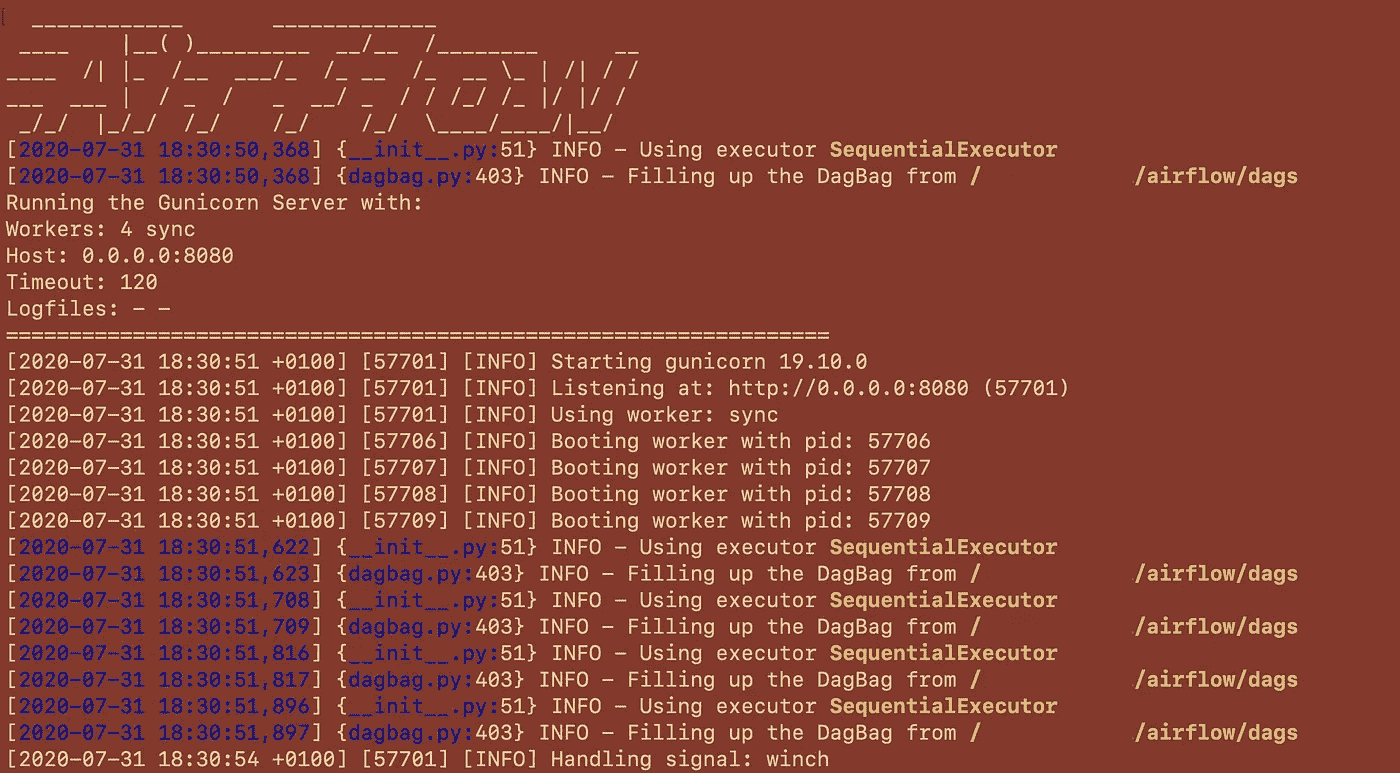 ____________       _____________
 ____    |__( )_________  __/__  /________      __
____  /| |_  /__  ___/_  /_ __  /_  __ \_ | /| / /
___  ___ |  / _  /   _  __/ _  / / /_/ /_ |/ |/ /
 _/_/  |_/_/  /_/    /_/    /_/  \____/____/|__/
[2020-07-31 18:30:50,368] {__init__.py:51} INFO - Using executor SequentialExecutor
[2020-07-31 18:30:50,368] {dagbag.py:403} INFO - Filling up the DagBag from / /airflow/dags
Running the Gunicorn Server with:
Workers: 4 sync
Host: 0.0.0.0:8080
Timeout: 120
Logfiles: - -
=================================================================
[2020-07-31 18:30:51 +0100] [57701] [INFO] Starting gunicorn 19.10.0
[2020-07-31 18:30:51 +0100] [57701] [INFO] Listening at: http://0.0.0.0:8080 (57701)
[2020-07-31 18:30:51 +0100] [57701] [INFO] Using worker: sync
[2020-07-31 18:30:51 +0100] [57706] [INFO] Booting worker with pid: 57706
[2020-07-31 18:30:51 +0100] [57707] [INFO] Booting worker with pid: 57707
[2020-07-31 18:30:51 +0100] [57708] [INFO] Booting worker with pid: 57708
[2020-07-31 18:30:51 +0100] [57709] [INFO] Booting worker with pid: 57709
[2020-07-31 18:30:51,622] {__init__.py:51} INFO - Using executor SequentialExecutor
[2020-07-31 18:30:51,623] {dagbag.py:403} INFO - Filling up the DagBag from / /airflow/dags
[2020-07-31 18:30:51,708] {__init__.py:51} INFO - Using executor SequentialExecutor
[2020-07-31 18:30:51,709] {dagbag.py:403} INFO - Filling up the DagBag from / /airflow/dags
[2020-07-31 18:30:51,816] {__init__.py:51} INFO - Using executor SequentialExecutor
[2020-07-31 18:30:51,817] {dagbag.py:403} INFO - Filling up the DagBag from / /airflow/dags
[2020-07-31 18:30:51,896] {__init__.py:51} INFO - Using executor SequentialExecutor
[2020-07-31 18:30:51,897] {dagbag.py:403} INFO - Filling up the DagBag from / /airflow/dags
[2020-07-31 18:30:54 +0100] [57701] [INFO] Handling signal: winch